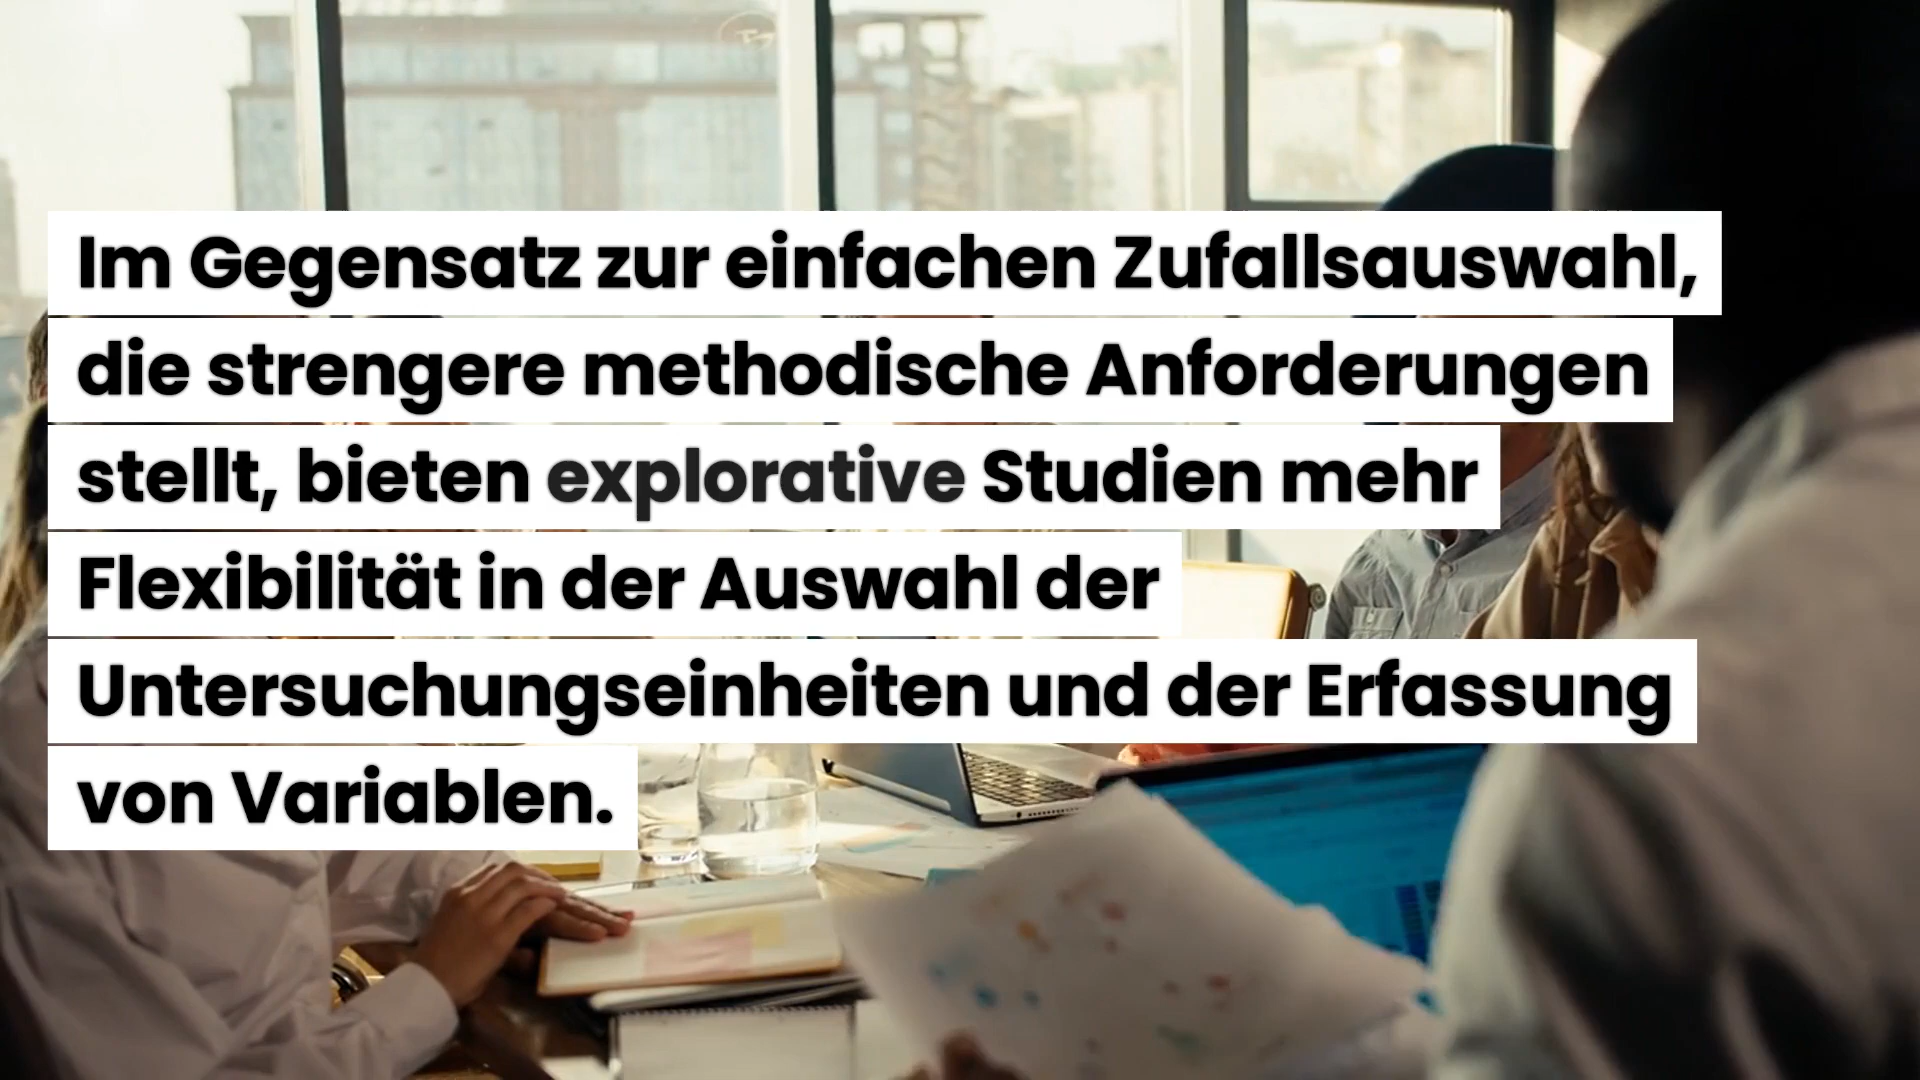 Im Gegensatz zur einfachen Zufallsauswahl,
die strengere methodische Anforderungen
stellt, bieten explorative Studien mehr
Flexibilität in der Auswahl der
Untersuchungseinheiten und der Erfassung
von Variablen.